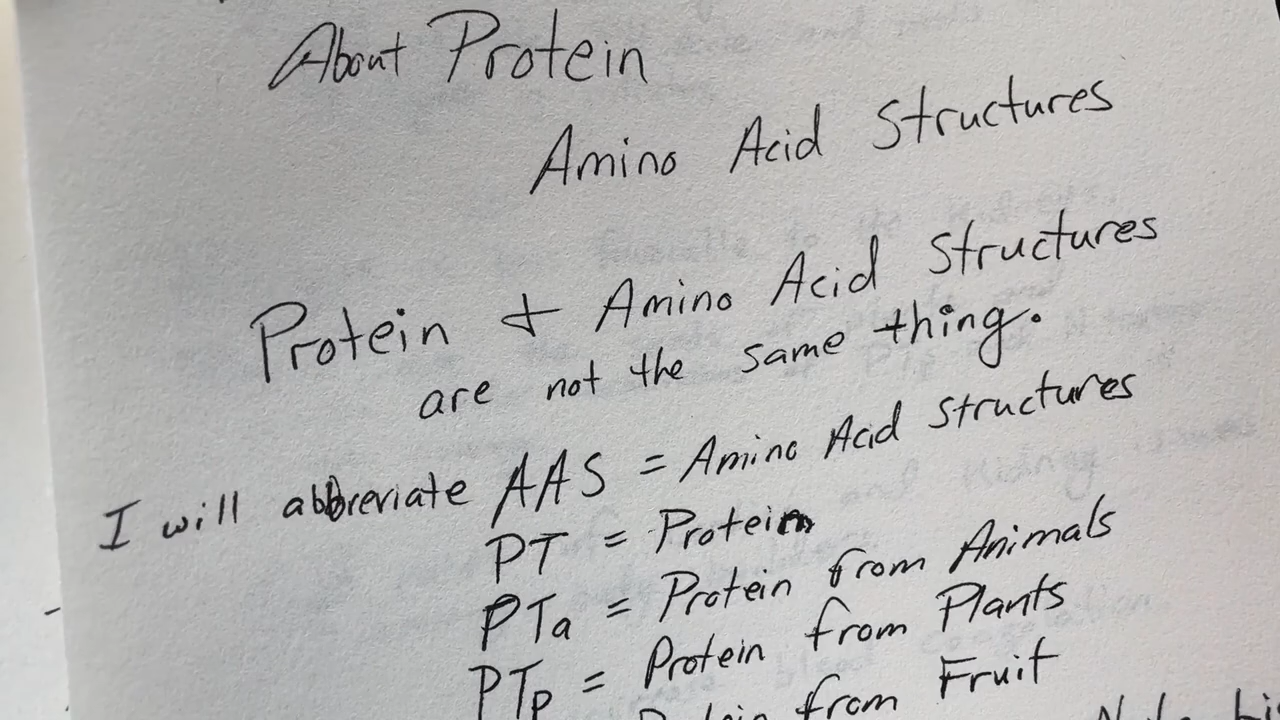 About Protein
Amino Acid Structures
Protein & Amino Acid Structures
are not the same thing.
I will abbreviate AAS = Amino Acid Structures
PT = Protein
PTa = Protein from Animals
PTp = Protein from Plants
Protein from Fruit